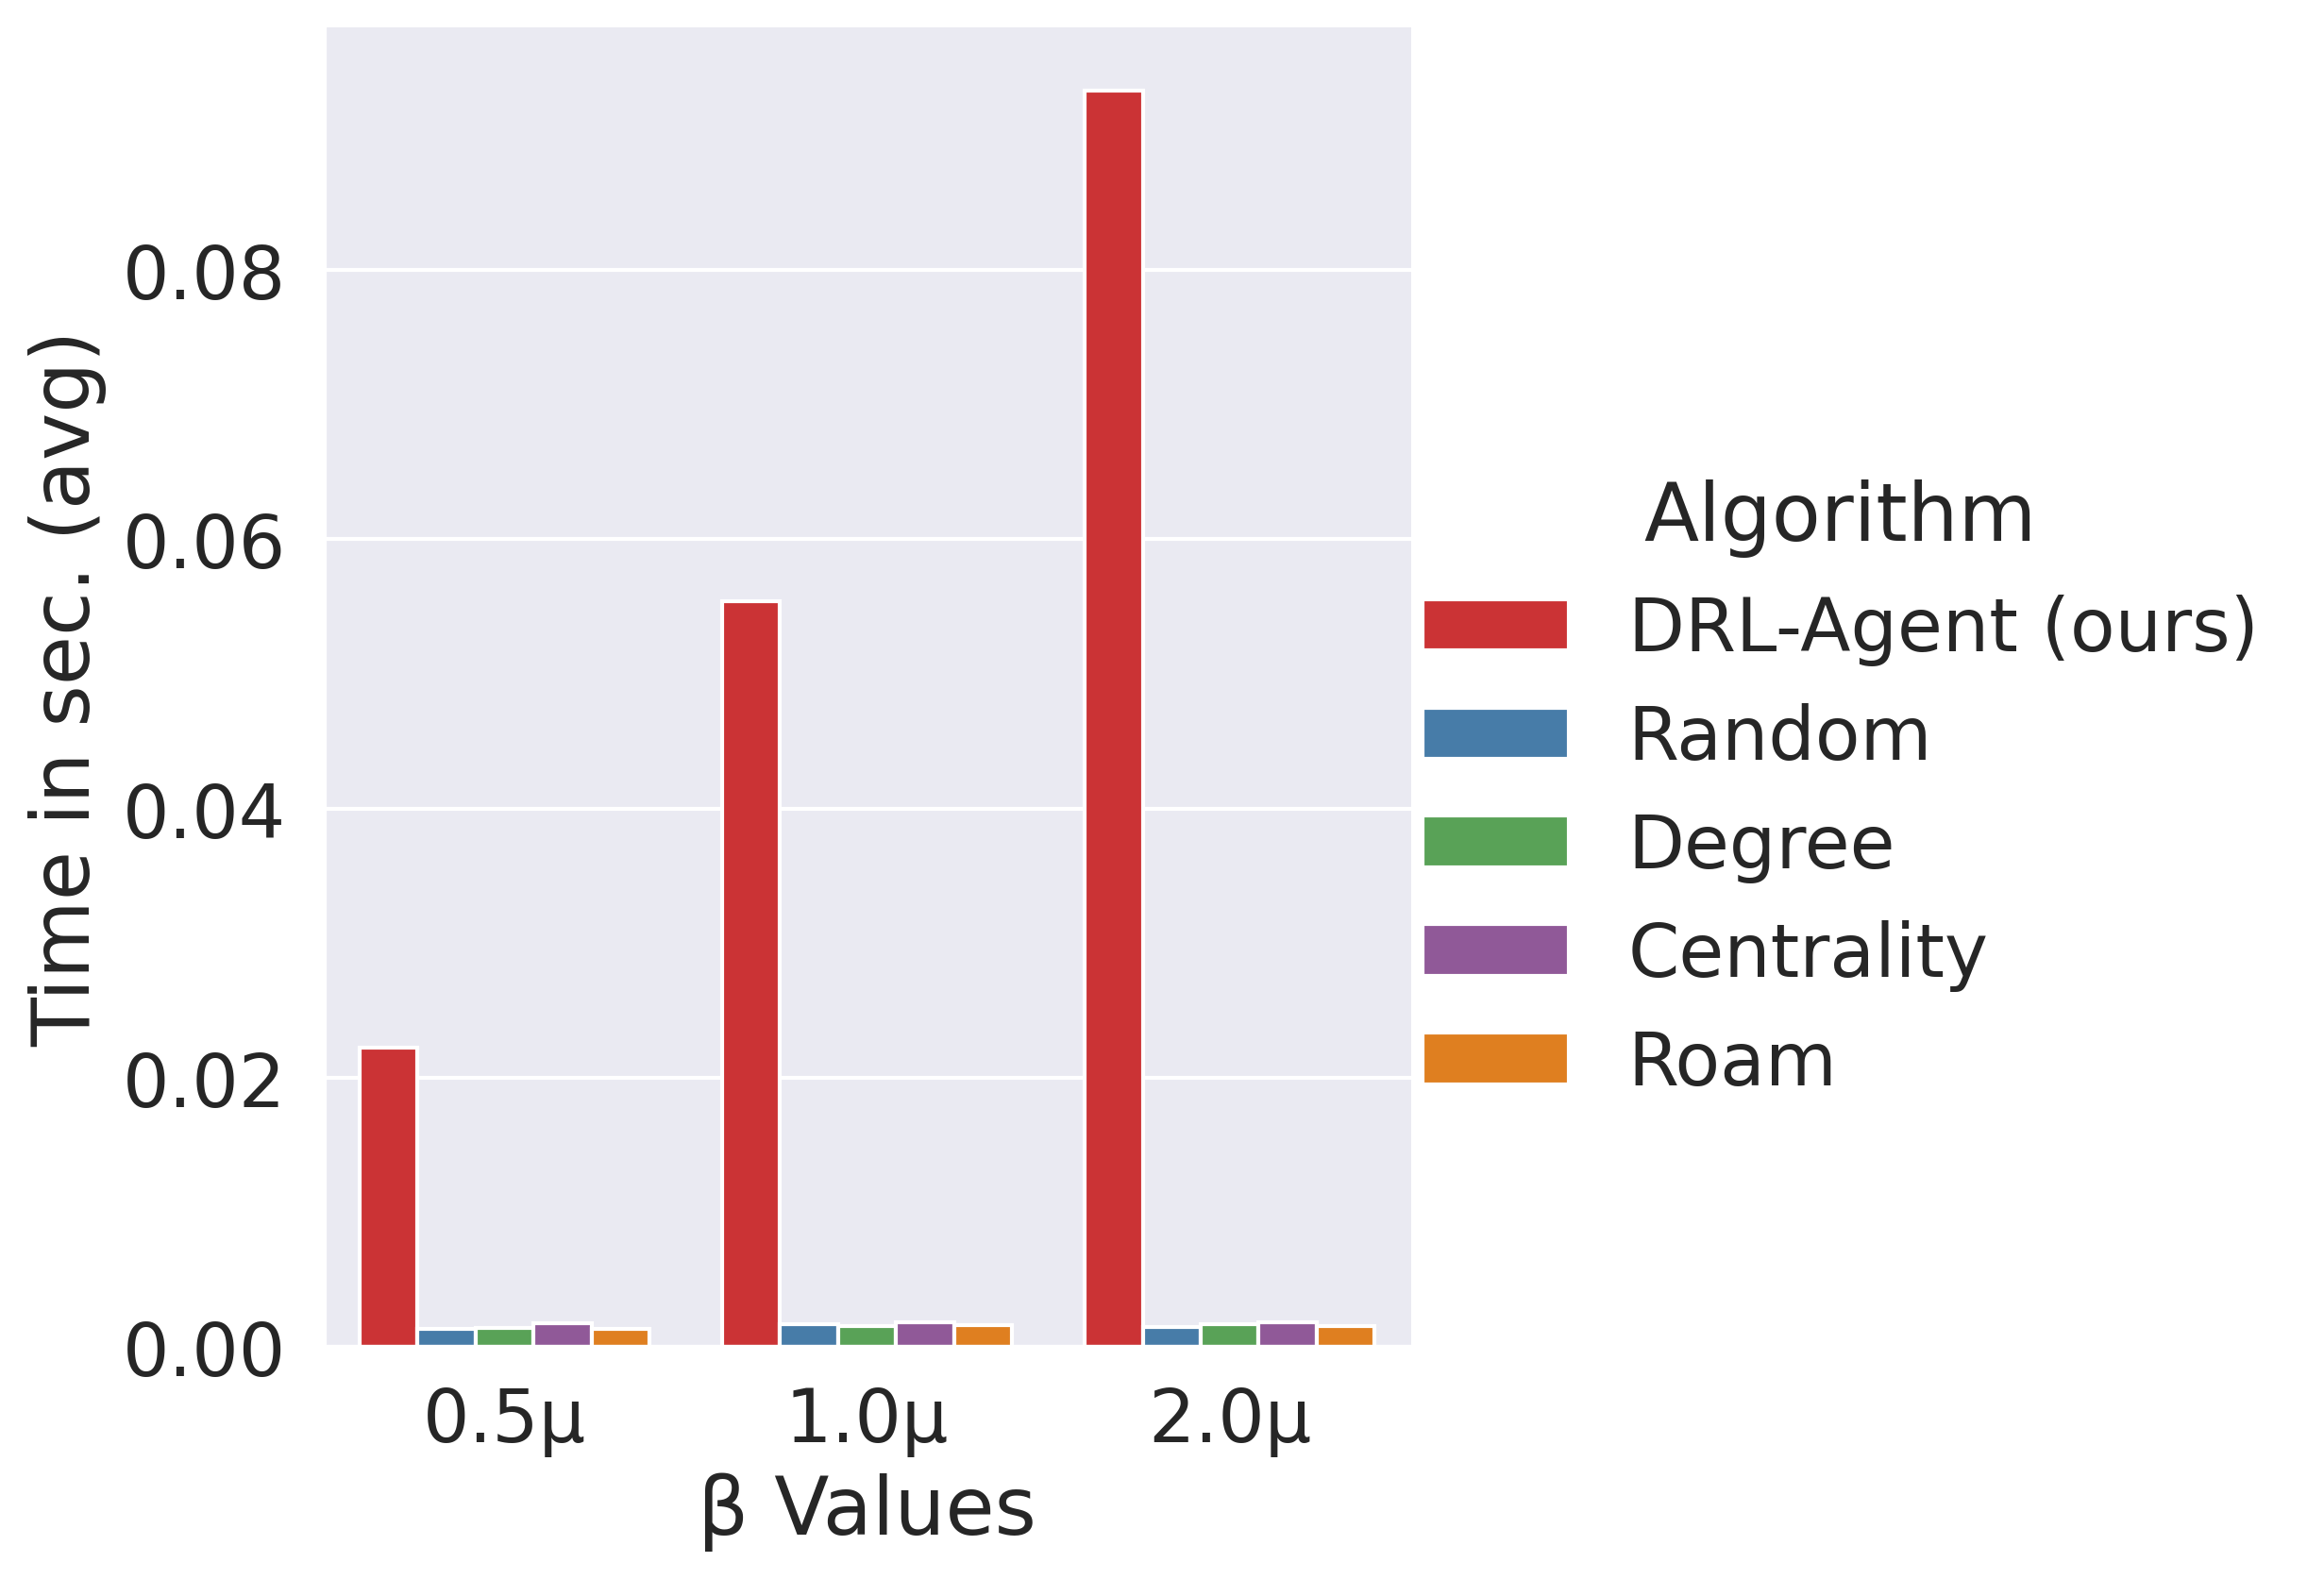 Time in sec. (avg)
0.08
0.06
0.04
0.02
0.00
0.5μ 1.0μ 2.0μ
β Values
Algorithm
DRL-Agent (ours)
Random
Degree
Centrality
Roam